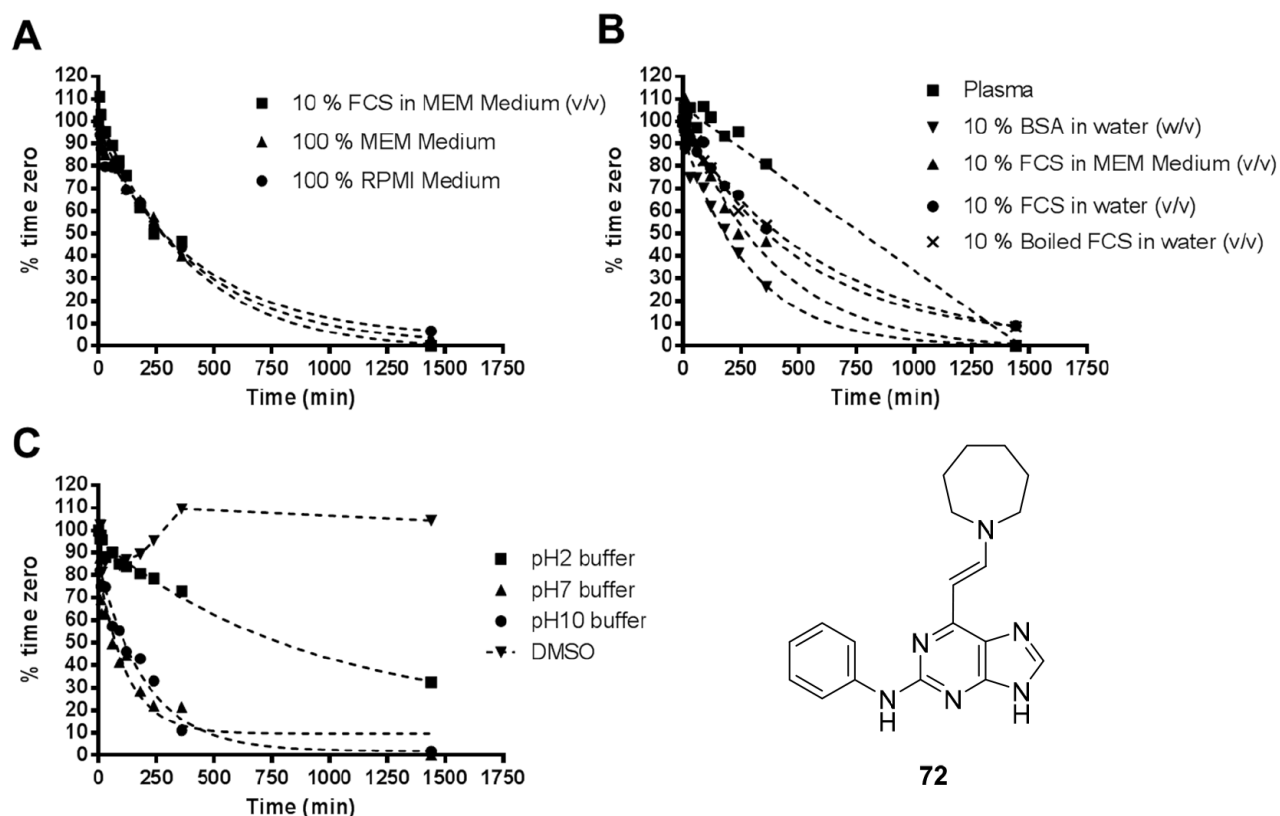 A
% time zero
120
110
100
90
80
70
60
50
40
30
20
10
0
0 250 500 750 1000 1250 1500 1750
Time (min)
10 % FCS in MEM Medium (v/v)
100 % MEM Medium
100 % RPMI Medium
B
% time zero
120
110
100
90
80
70
60
50
40
30
20
10
0
0 250 500 750 1000 1250 1500 1750
Time (min)
Plasma
10 % BSA in water (w/v)
10 % FCS in MEM Medium (v/v)
10 % FCS in water (v/v)
10 % Boiled FCS in water (v/v)
C
% time zero
120
110
100
90
80
70
60
50
40
30
20
10
0
0 250 500 750 1000 1250 1500 1750
Time (min)
pH2 buffer
pH7 buffer
pH10 buffer
DMSO
N
N N
N N N
H H
72